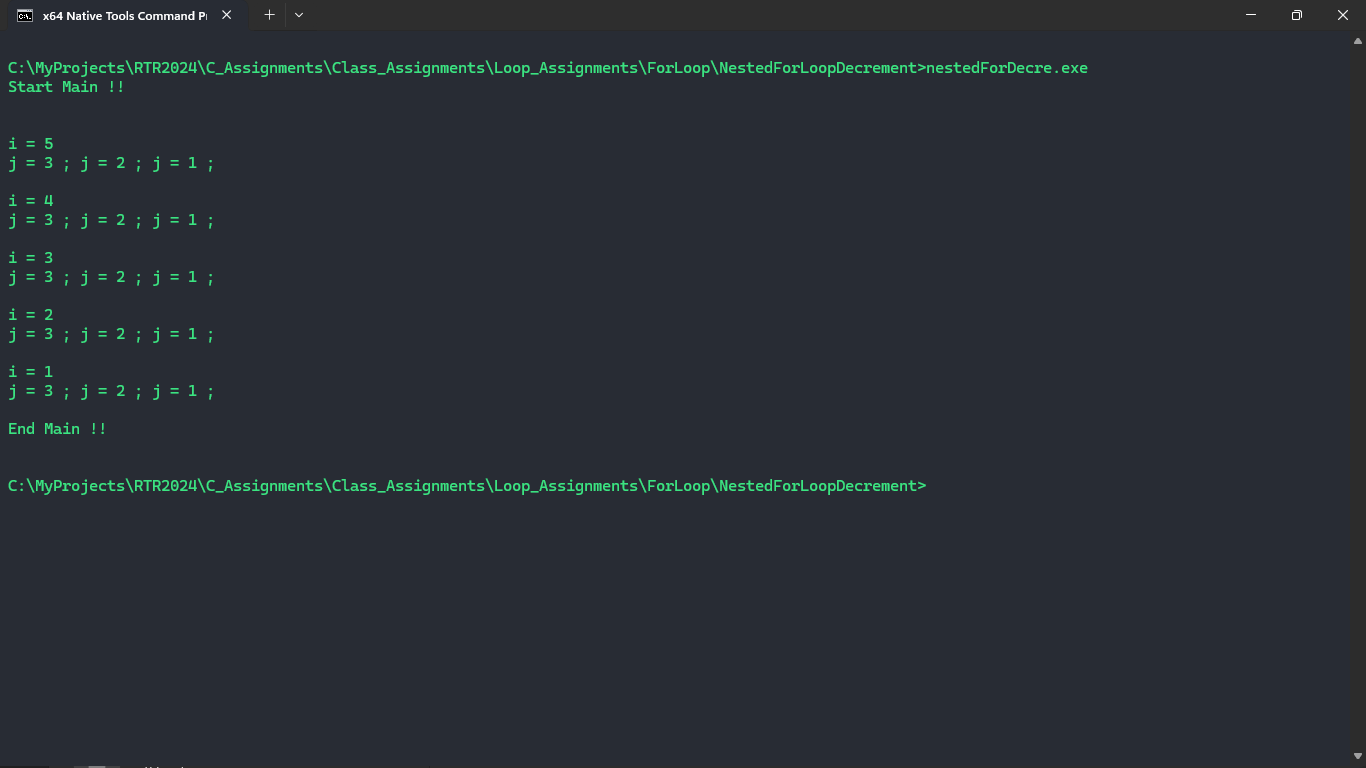 x64 Native Tools Command P
C:\MyProjects\RTR2024\C_Assignments\Class_Assignments\Loop_Assignments\ForLoop\NestedForLoopDecrement>nestedForDecre.exe
Start Main !!
i = 5
j = 3 ; j = 2 ; j = 1 ;
i = 4
j = 3 ; j = 2 ; j = 1 ;
i = 3
j = 3 ; j = 2 ; j = 1 ;
i = 2
j = 3 ; j = 2 ; j = 1 ;
i = 1
j = 3 ; j = 2 ; j = 1 ;
End Main !!
C:\MyProjects\RTR2024\C_Assignments\Class_Assignments\Loop_Assignments\ForLoop\NestedForLoopDecrement>